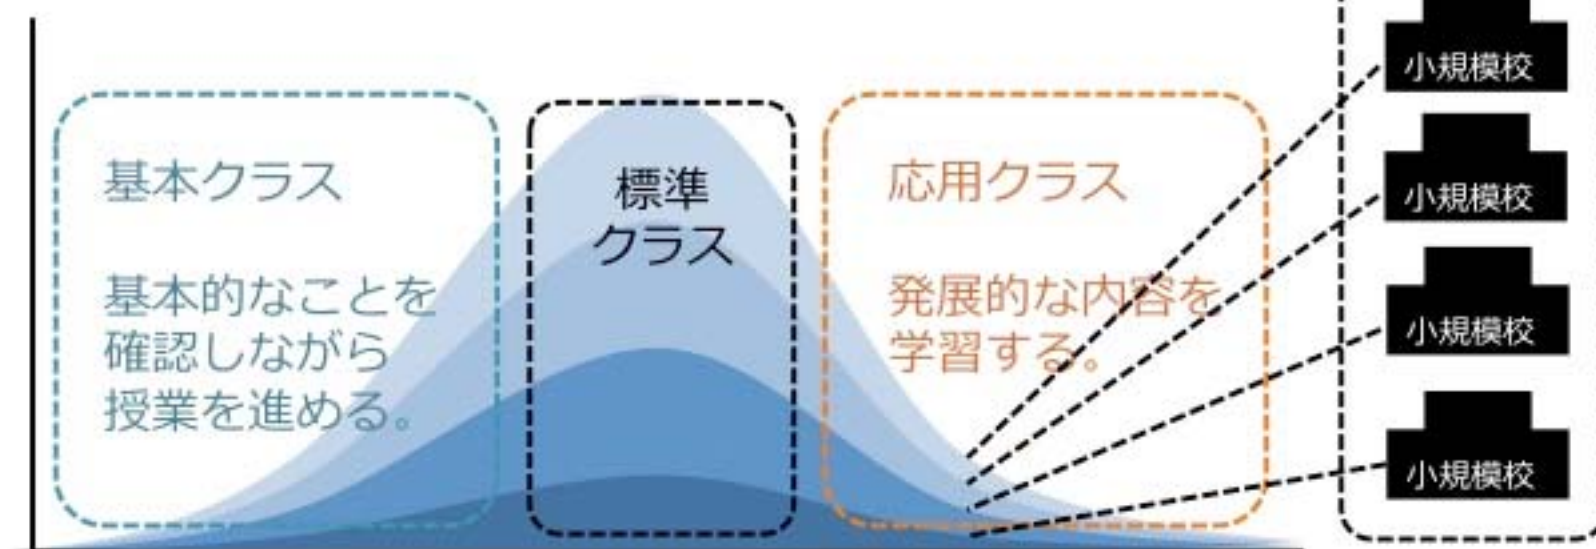 基本クラス
基本的なことを
確認しながら
授業を進める。
標準
クラス
応用クラス
発展的な内容を
学習する。
小規模校
小規模校
小規模校
小規模校